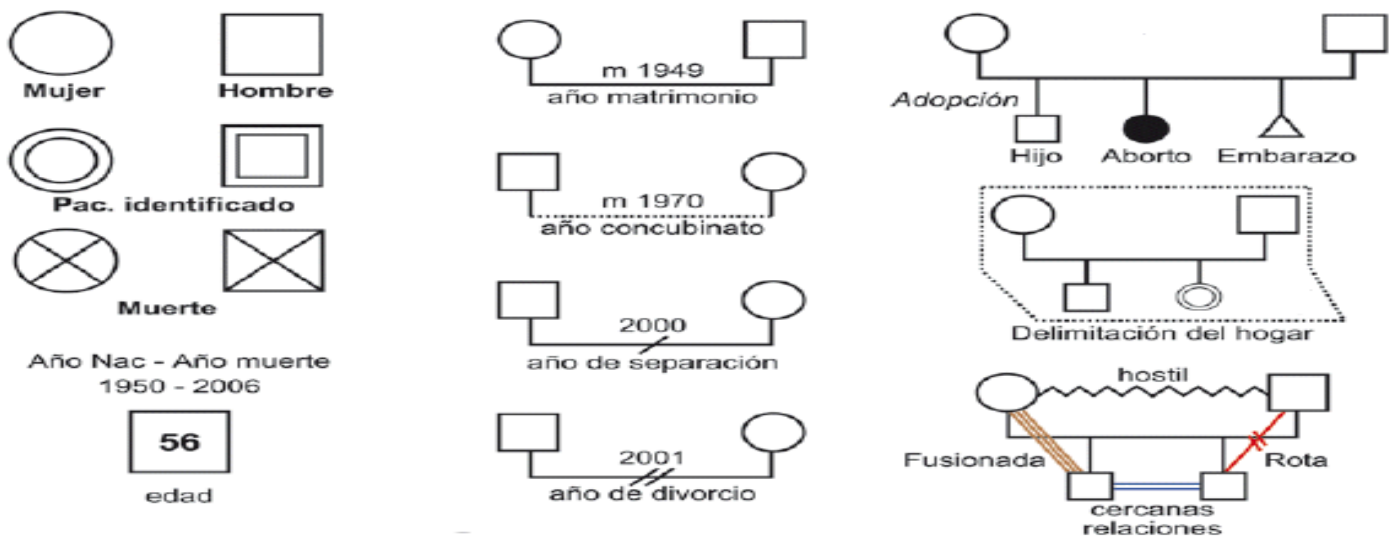 Mujer
Hombre
Pac. identificado
Muerte
Año Nac - Año muerte
1950 - 2006
56
edad
m 1949
año matrimonio
m 1970
año concubinato
2000
año de separación
2001
año de divorcio
Adopción
Hijo
Aborto
Embarazo
Delimitación del hogar
hostil
Fusionada
Rota
cercanas
relaciones